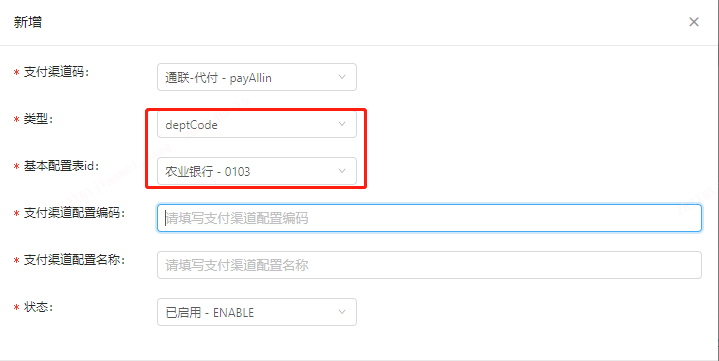 新增
* 支付渠道码: 通联-代付 - payAllin
* 类型: deptCode
* 基本配置表id: 农业银行 - 0103
* 支付渠道配置编码: 请填写支付渠道配置编码
* 支付渠道配置名称: 请填写支付渠道配置名称
* 状态: 已启用 - ENABLE